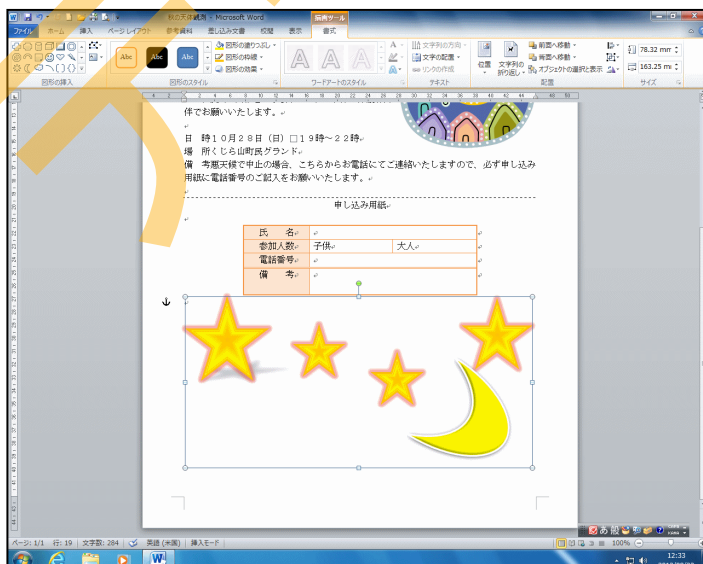 秋の天体観測 - Microsoft Word
描画ツール
ファイル ホーム 挿入 ページ レイアウト 参考資料 差し込み文書 校閲 表示 書式
図形の塗りつぶし
図形の枠線
図形の効果
Abc Abc Abc
A A A
文字列の方向
文字の配置
リンクの作成
位置
文字列の
折り返し
前面へ移動
背面へ移動
オブジェクトの選択と表示
78.32 mm
163.25 mi
図形の挿入 図形のスタイル ワードアートのスタイル テキスト 配置 サイズ
伴でお願いいたします。
日 時10月28日（日）□19時～22時
場 所くじら山町民グランド
備 考悪天候で中止の場合、こちらからお電話にてご連絡いたしますので、必ず申し込み
用紙に電話番号のご記入をお願いいたします。
申し込み用紙
氏 名
参加人数 子供 大人
電話番号
備 考
ページ: 1/1 行: 19 文字数: 284 英語 (米国) 挿入モード
あ 般
100%
12:33